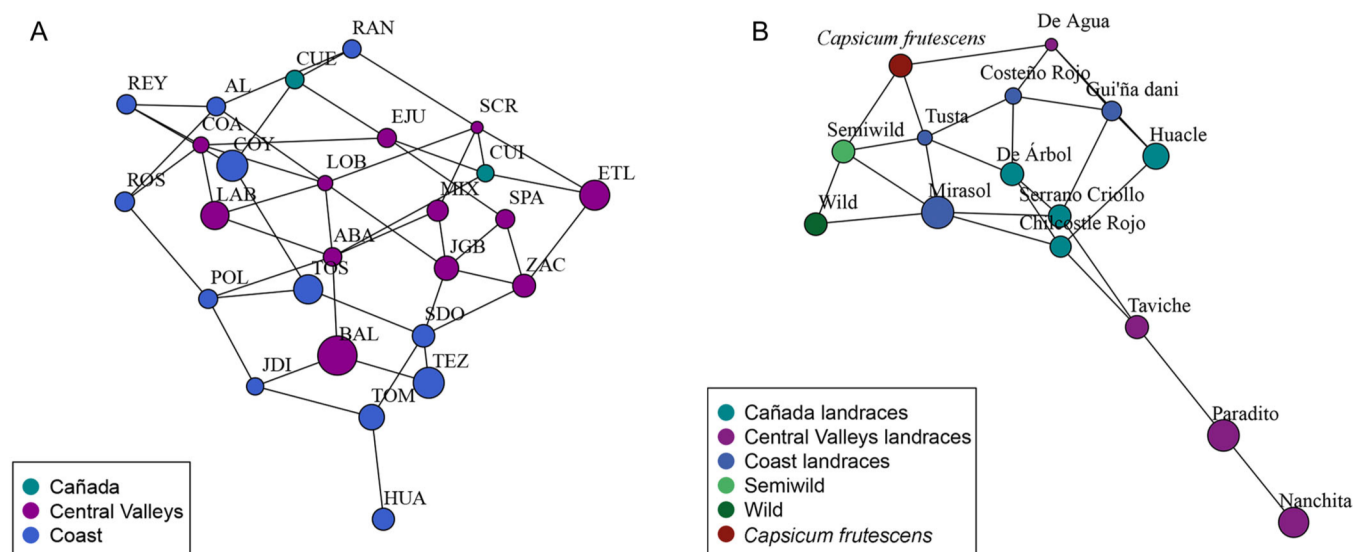 A
RAN
CUE
REY
AL
COA
COY
EJU
SCR
CUI
LOB
ETL
ROS
LAB
MIX
SPA
ABA
JGB
ZAC
POL
TOS
SDO
BAL
JDI
TEZ
TOM
HUA
Cañada
Central Valleys
Coast
B
De Agua
Capsicum frutescens
Costeño Rojo
Gui'ña dani
Tusta
Semiwild
Huacle
De Árbol
Wild
Mirasol
Serrano Criollo
Chilcostle Rojo
Taviche
Paradito
Nanchita
Cañada landraces
Central Valleys landraces
Coast landraces
Semiwild
Wild
Capsicum frutescens